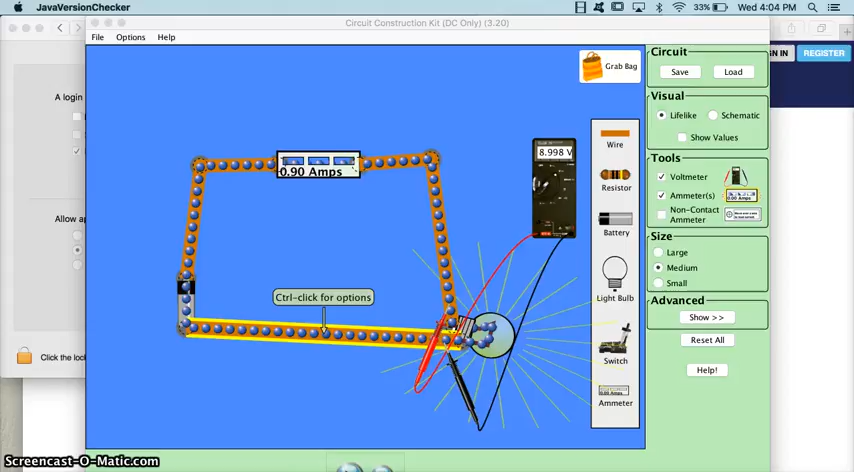 JavaVersionChecker
33%
Wed 4:04 PM
Circuit Construction Kit (DC Only) (3.20)
File Options Help
IN
REGISTER
A login
Allow ap
Click the lock
Grab Bag
0.90 Amps
Ctrl-click for options
8.998 V
Wire
Resistor
Battery
Light Bulb
Switch
Ammeter
Circuit
Save Load
Visual
Lifelike Schematic
Show Values
Tools
Voltmeter
Ammeter(s)
Non-Contact
Ammeter
Size
Large
Medium
Small
Advanced
Show >>
Reset All
Help!
Screencast-O-Matic.com